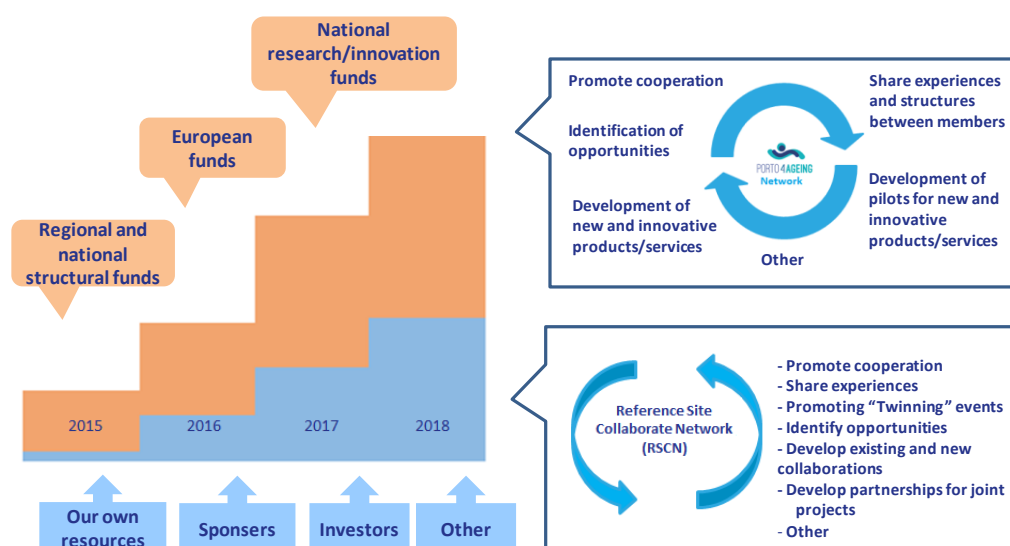 National
research/innovation
funds
European
funds
Regional and
national
structural funds
2015
2016
2017
2018
Our own
resources
Sponsers
Investors
Other
Promote cooperation
Share experiences
and structures
between members
Identification of
opportunities
PORTO4AGEING
Network
Development of
new and innovative
products/services
Development of
pilots for new and
innovative
products/services
Other
Reference Site
Collaborate Network
(RSCN)
- Promote cooperation
- Share experiences
- Promoting “Twinning” events
- Identify opportunities
- Develop existing and new
collaborations
- Develop partnerships for joint
projects
- Other